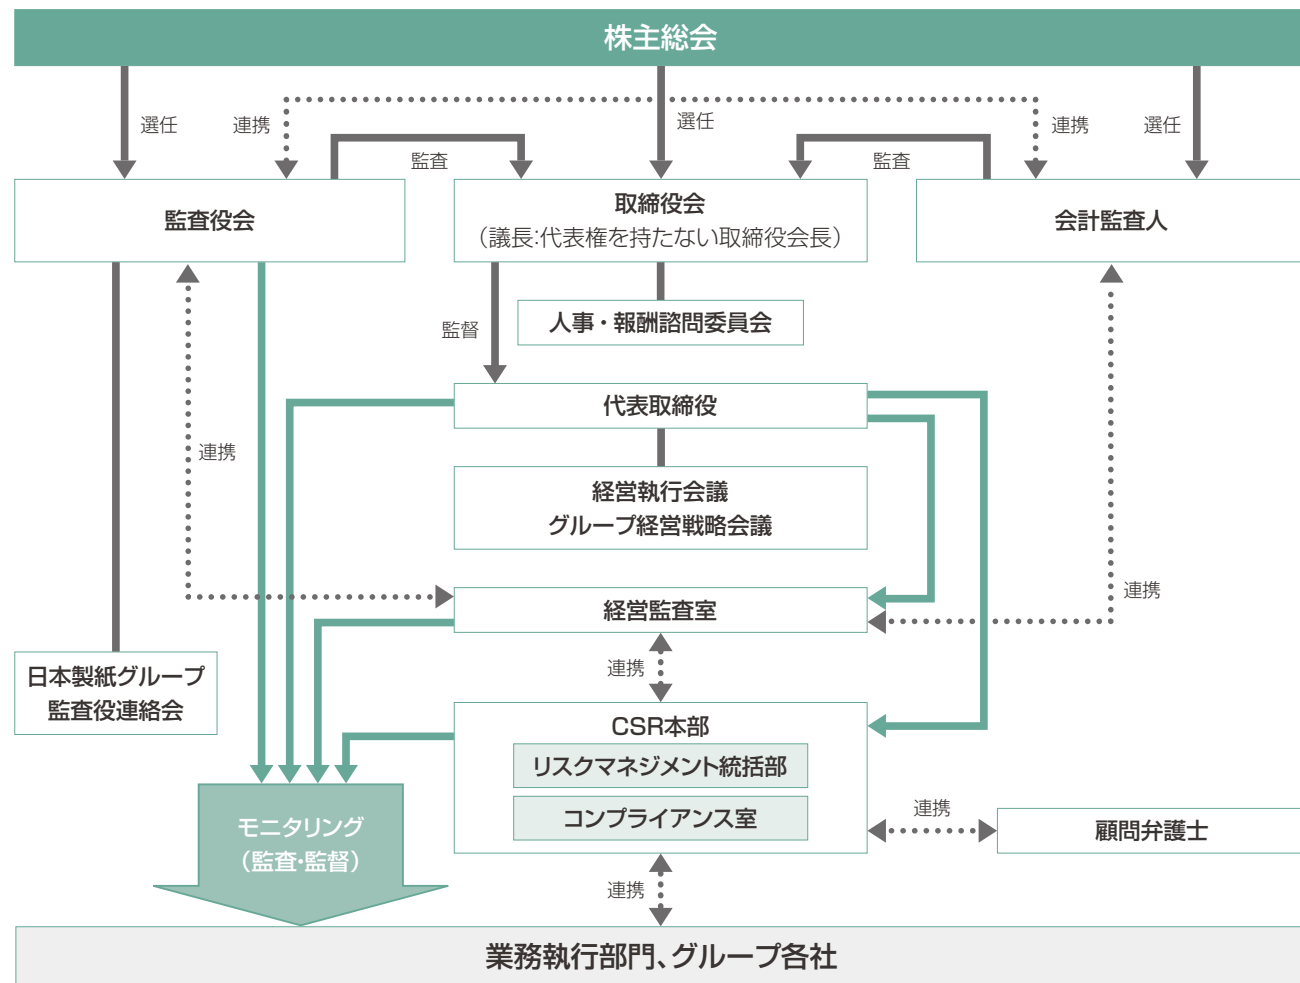 株主総会
選任
連携
選任
連携
選任
監査
監査
監査役会
取締役会
（議長:代表権を持たない取締役会長）
会計監査人
人事・報酬諮問委員会
監督
代表取締役
連携
経営執行会議
グループ経営戦略会議
連携
経営監査室
連携
日本製紙グループ
監査役連絡会
CSR本部
リスクマネジメント統括部
コンプライアンス室
連携
顧問弁護士
モニタリング
（監査・監督）
連携
業務執行部門、グループ各社